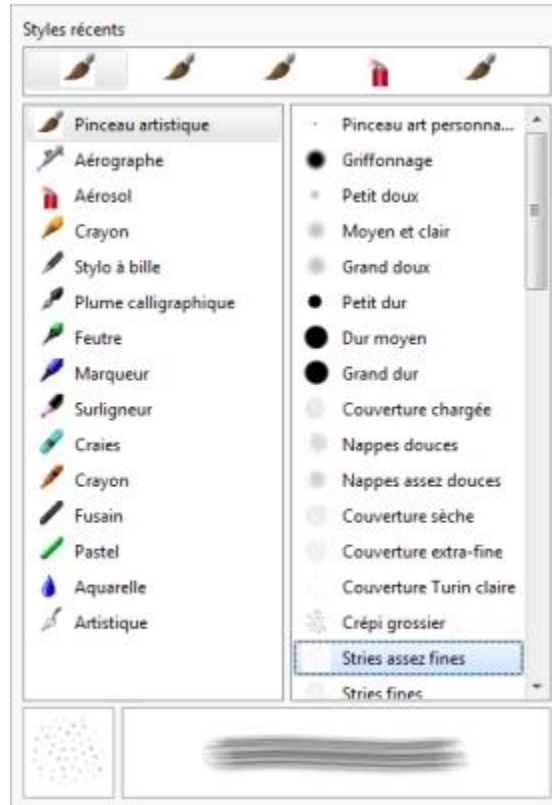 Styles récents
Pinceau artistique
Aérographe
Aérosol
Crayon
Stylo à bille
Plume calligraphique
Feutre
Marqueur
Surligneur
Craies
Crayon
Fusain
Pastel
Aquarelle
Artistique
Pinceau art personna...
Griffonnage
Petit doux
Moyen et clair
Grand doux
Petit dur
Dur moyen
Grand dur
Couverture chargée
Nappes douces
Nappes assez douces
Couverture sèche
Couverture extra-fine
Couverture Turin claire
Crépi grossier
Stries assez fines
Stries fines